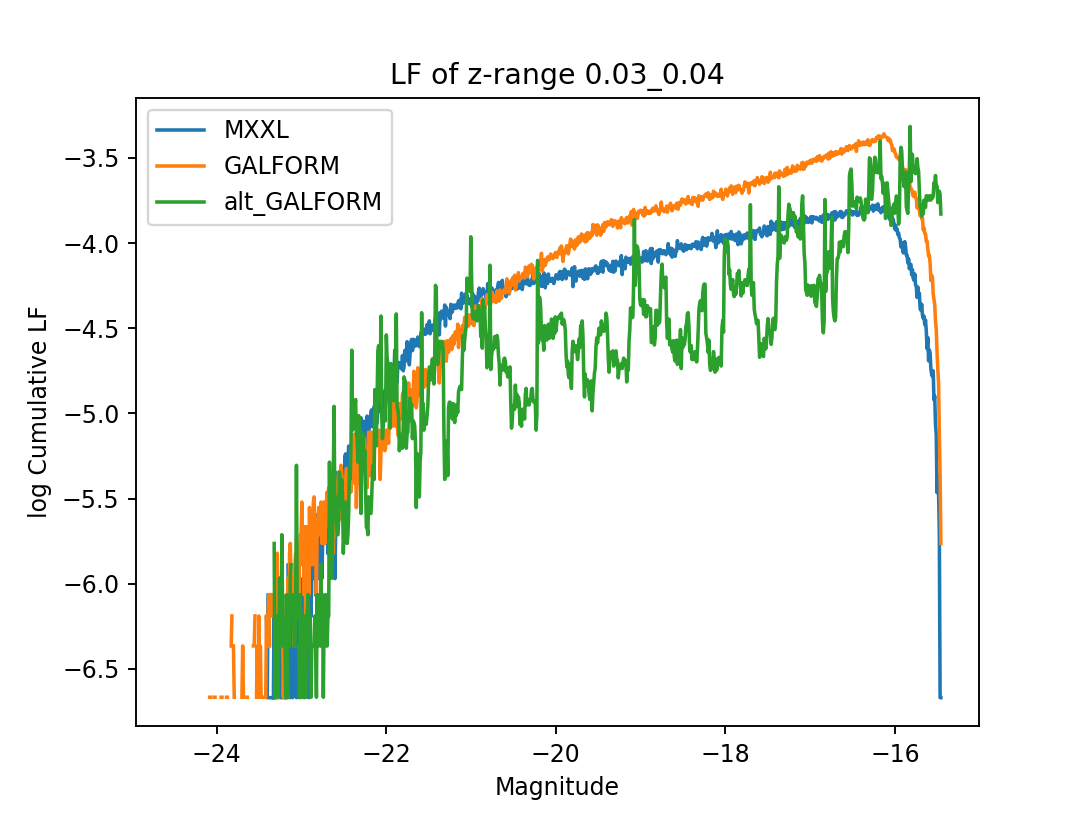 LF of z-range 0.03_0.04
MXXL
GALFORM
alt_GALFORM
−3.5
−4.0
−4.5
−5.0
−5.5
−6.0
−6.5
log Cumulative LF
−24
−22
−20
−18
−16
Magnitude